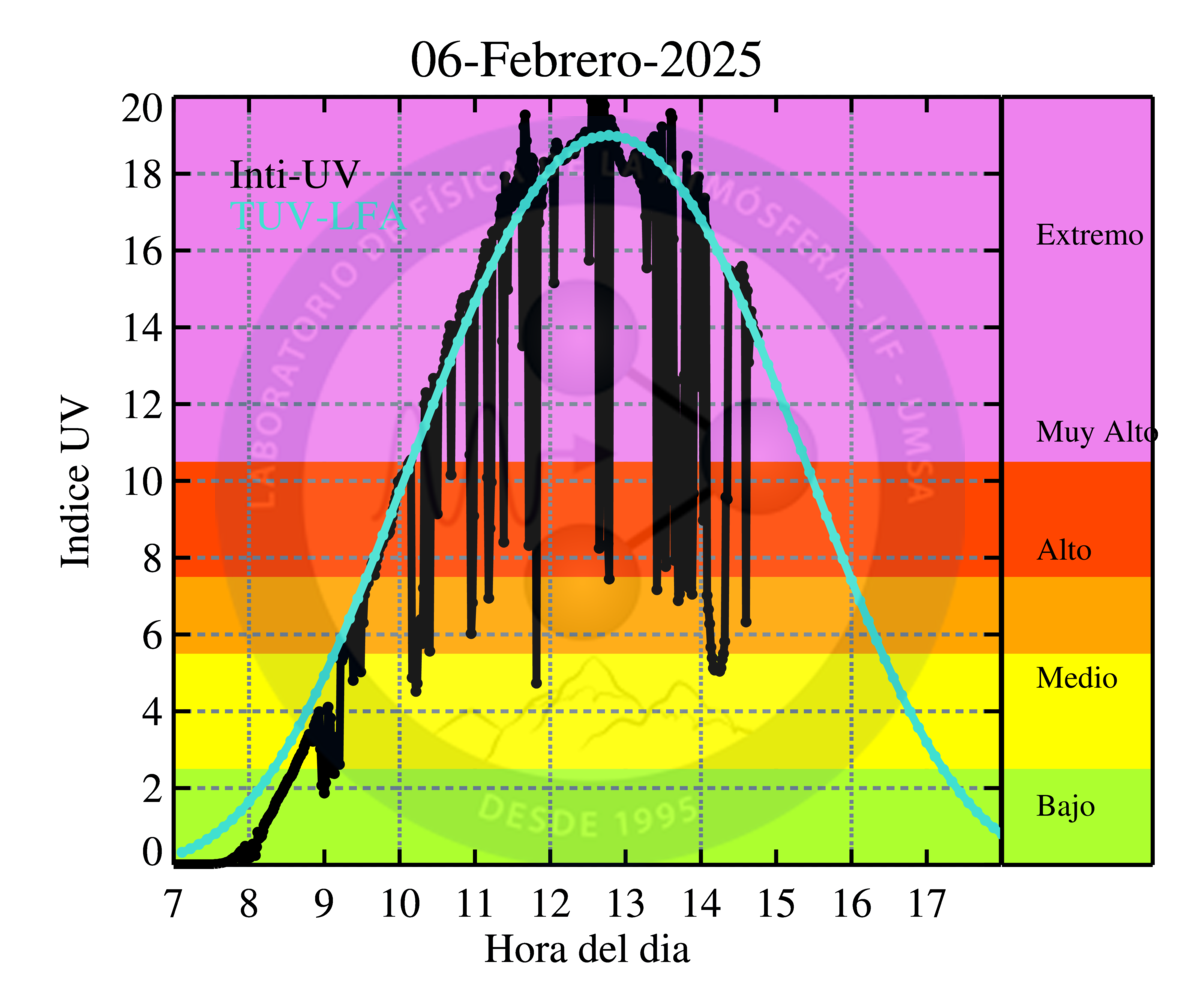 06-Febrero-2025
Indice UV
20
18
16
14
12
10
8
6
4
2
0
Inti-UV
TUV-LFA
LABORATORIO DE FÍSICA DE LA ATMÓSFERA - IIF - UMSA
DESDE 1995
Extremo
Muy Alto
Alto
Medio
Bajo
7 8 9 10 11 12 13 14 15 16 17
Hora del dia